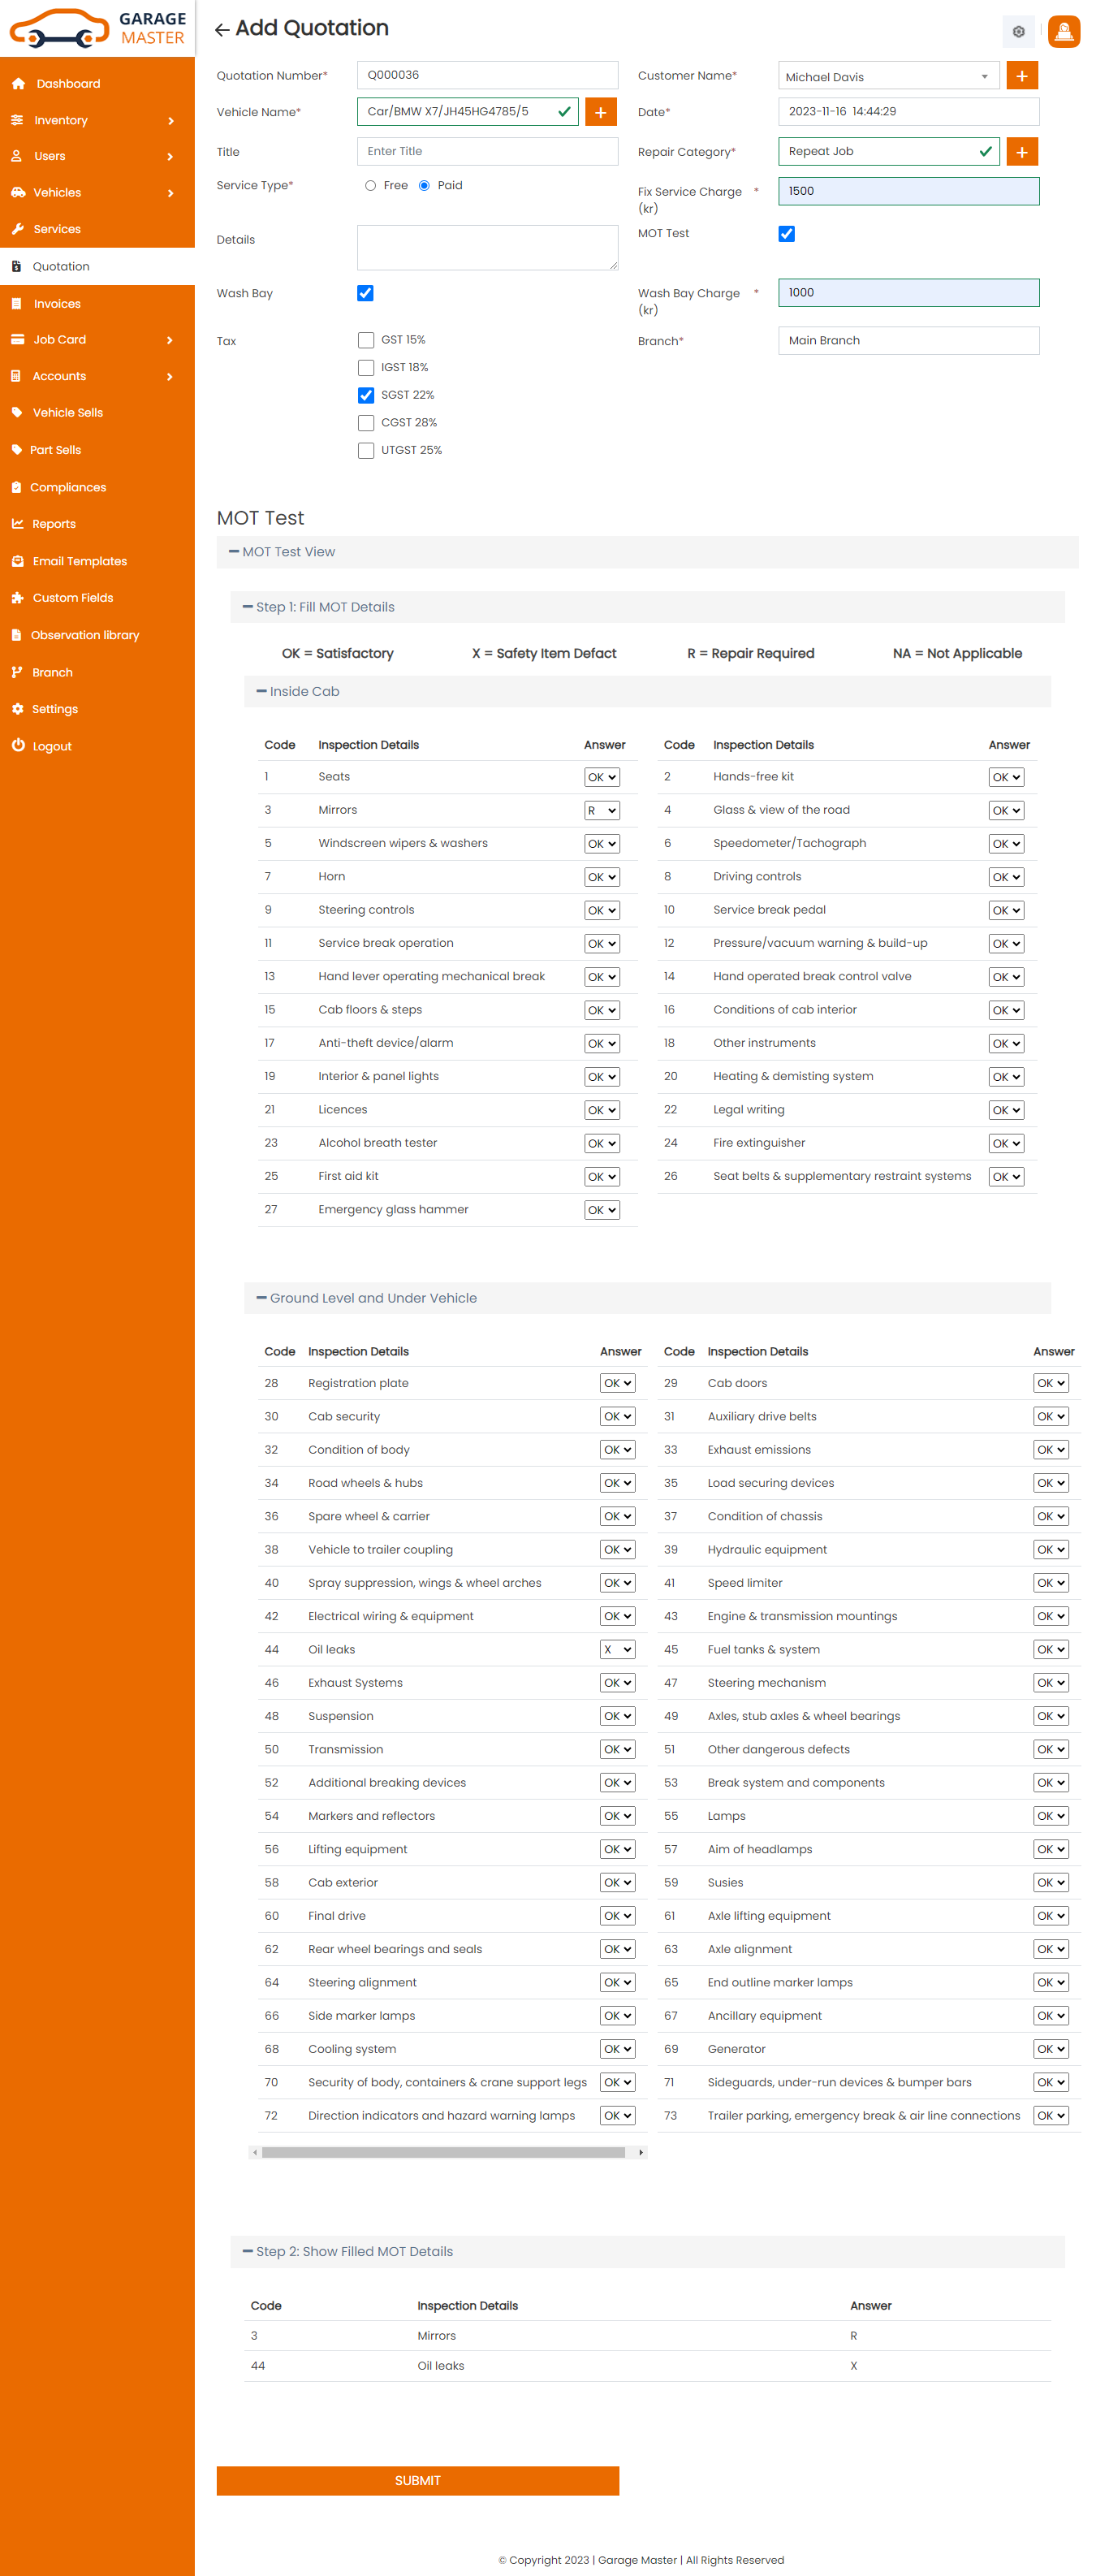 GARAGE
MASTER
Add Quotation
Dashboard
Inventory
Users
Vehicles
Services
Quotation
Invoices
Job Card
Accounts
Vehicle Sells
Part Sells
Compliances
Reports
Email Templates
Custom Fields
Observation library
Branch
Settings
Logout
Quotation Number* Q000036 Customer Name* Michael Davis +
Vehicle Name* Car/BMW X7/JH45HG4785/5 + Date* 2023-11-16 14:44:29
Title Enter Title Repair Category* Repeat Job +
Service Type* Free Paid Fix Service Charge * 1500
(kr)
Details MOT Test
Wash Bay Wash Bay Charge * 1000
(kr)
Tax GST 15% Branch* Main Branch
IGST 18%
SGST 22%
CGST 28%
UTGST 25%
MOT Test
MOT Test View
Step 1: Fill MOT Details
OK = Satisfactory X = Safety Item Defact R = Repair Required NA = Not Applicable
Inside Cab
Code Inspection Details Answer Code Inspection Details Answer
1 Seats OK 2 Hands-free kit OK
3 Mirrors R 4 Glass & view of the road OK
5 Windscreen wipers & washers OK 6 Speedometer/Tachograph OK
7 Horn OK 8 Driving controls OK
9 Steering controls OK 10 Service break pedal OK
11 Service break operation OK 12 Pressure/vacuum warning & build-up OK
13 Hand lever operating mechanical break OK 14 Hand operated break control valve OK
15 Cab floors & steps OK 16 Conditions of cab interior OK
17 Anti-theft device/alarm OK 18 Other instruments OK
19 Interior & panel lights OK 20 Heating & demisting system OK
21 Licences OK 22 Legal writing OK
23 Alcohol breath tester OK 24 Fire extinguisher OK
25 First aid kit OK 26 Seat belts & supplementary restraint systems OK
27 Emergency glass hammer OK
Ground Level and Under Vehicle
Code Inspection Details Answer Code Inspection Details Answer
28 Registration plate OK 29 Cab doors OK
30 Cab security OK 31 Auxiliary drive belts OK
32 Condition of body OK 33 Exhaust emissions OK
34 Road wheels & hubs OK 35 Load securing devices OK
36 Spare wheel & carrier OK 37 Condition of chassis OK
38 Vehicle to trailer coupling OK 39 Hydraulic equipment OK
40 Spray suppression, wings & wheel arches OK 41 Speed limiter OK
42 Electrical wiring & equipment OK 43 Engine & transmission mountings OK
44 Oil leaks X 45 Fuel tanks & system OK
46 Exhaust Systems OK 47 Steering mechanism OK
48 Suspension OK 49 Axles, stub axles & wheel bearings OK
50 Transmission OK 51 Other dangerous defects OK
52 Additional breaking devices OK 53 Break system and components OK
54 Markers and reflectors OK 55 Lamps OK
56 Lifting equipment OK 57 Aim of headlamps OK
58 Cab exterior OK 59 Susies OK
60 Final drive OK 61 Axle lifting equipment OK
62 Rear wheel bearings and seals OK 63 Axle alignment OK
64 Steering alignment OK 65 End outline marker lamps OK
66 Side marker lamps OK 67 Ancillary equipment OK
68 Cooling system OK 69 Generator OK
70 Security of body, containers & crane support legs OK 71 Sideguards, under-run devices & bumper bars OK
72 Direction indicators and hazard warning lamps OK 73 Trailer parking, emergency break & air line connections OK
Step 2: Show Filled MOT Details
Code Inspection Details Answer
3 Mirrors R
44 Oil leaks X
SUBMIT
© Copyright 2023 | Garage Master | All Rights Reserved